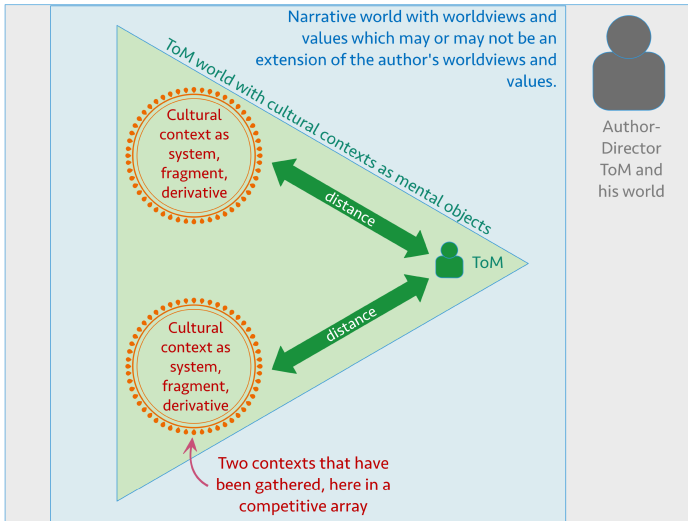 Narrative world with worldviews and
values which may or may not be an
extension of the author's worldviews and
values.
Author-
Director
ToM and
his world
ToM world with cultural contexts as mental objects
Cultural
context as
system,
fragment,
derivative
distance
ToM
distance
Cultural
context as
system,
fragment,
derivative
Two contexts that have
been gathered, here in a
competitive array